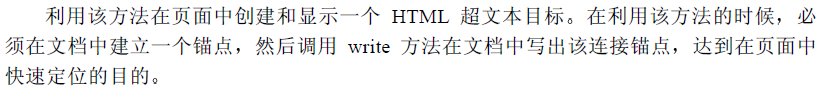 利用该方法在页面中创建和显示一个 HTML 超文本目标。在利用该方法的时候，必
须在文档中建立一个锚点，然后调用 write 方法在文档中写出该连接锚点，达到在页面中
快速定位的目的。